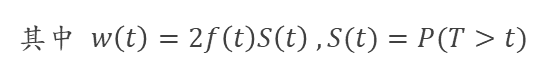 其中 w(t) = 2f(t)S(t) , S(t) = P(T > t)